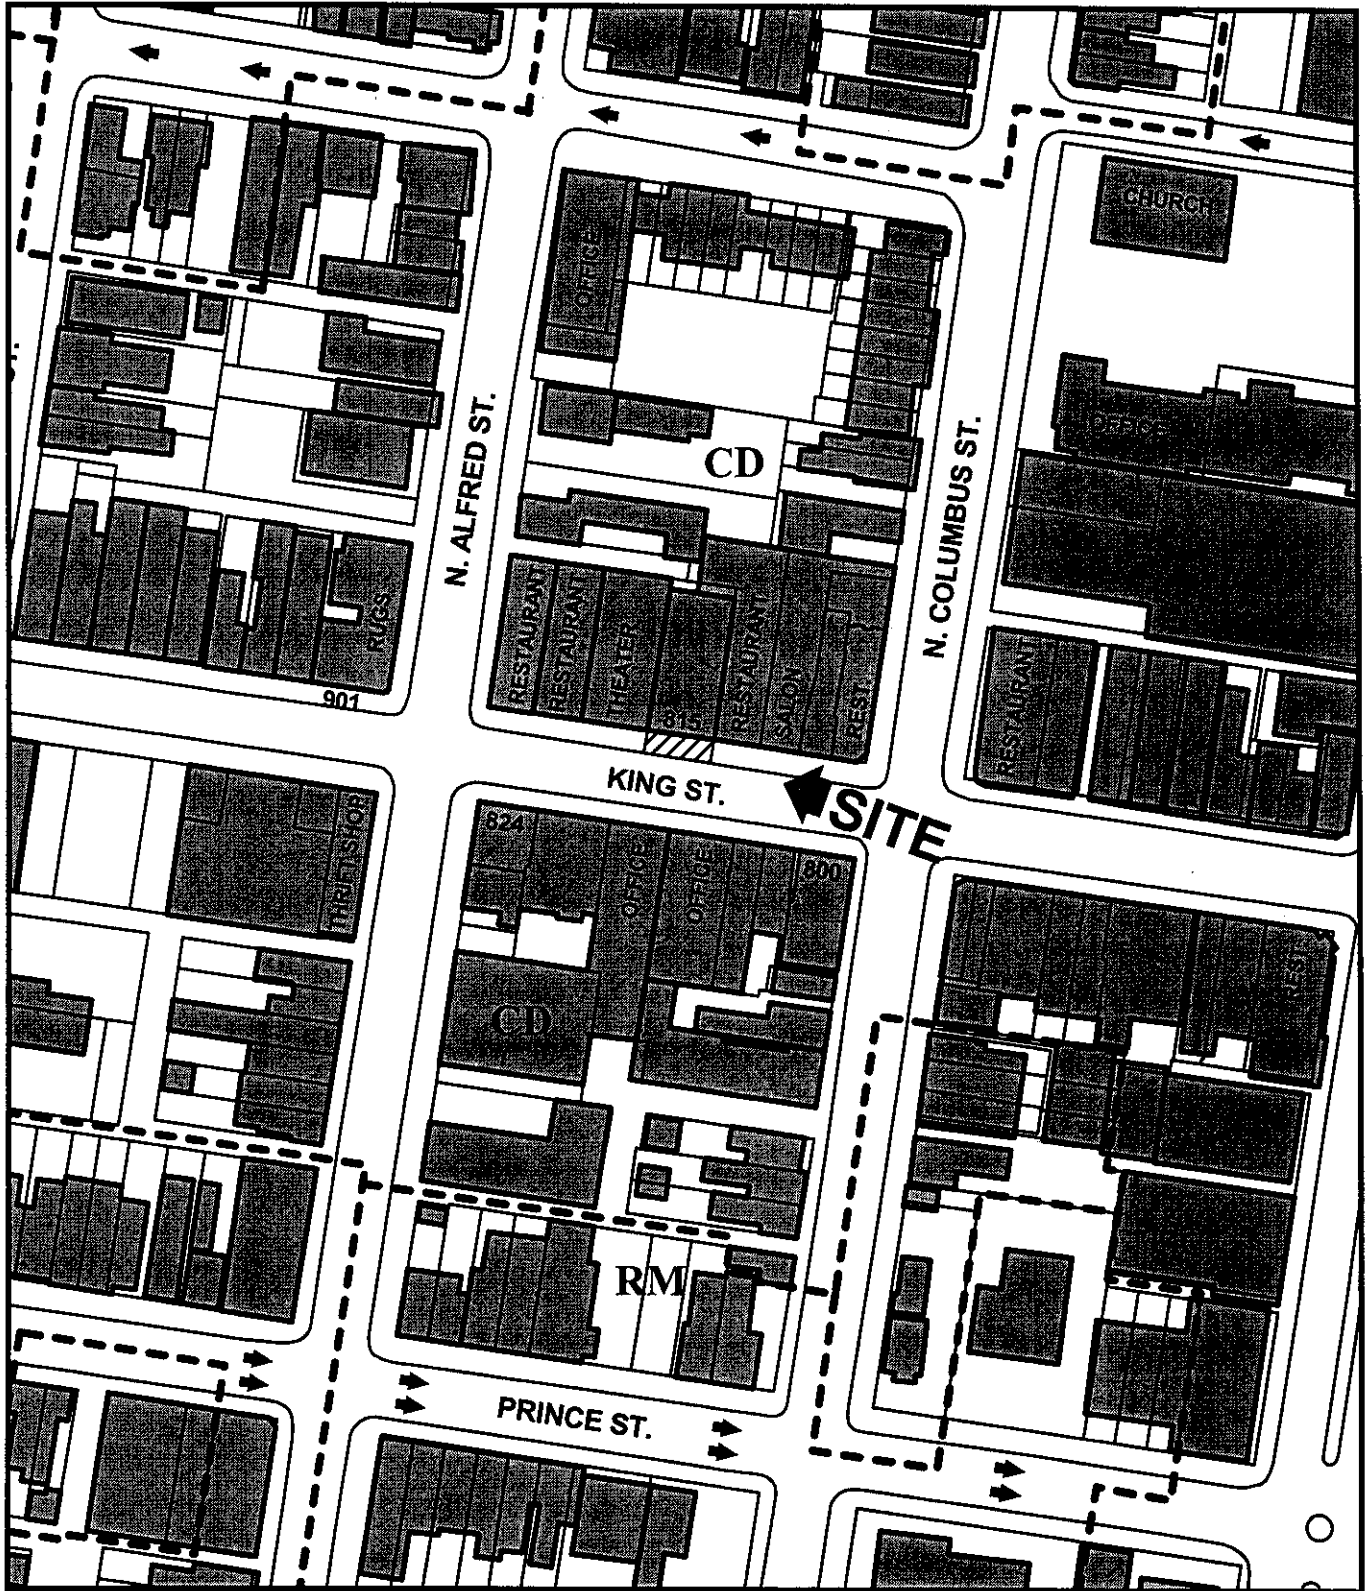 CHURCH
OFFICE
OFFICE
N. ALFRED ST.
CD
N. COLUMBUS ST.
RUGS
RESTAURANT
RESTAURANT
THEATER
RESTAURANT
SALON
REST.
RESTAURANT
901
815
KING ST.
SITE
THRIFT SHOP
824
OFFICE
OFFICE
800
REST
CD
RM
PRINCE ST.